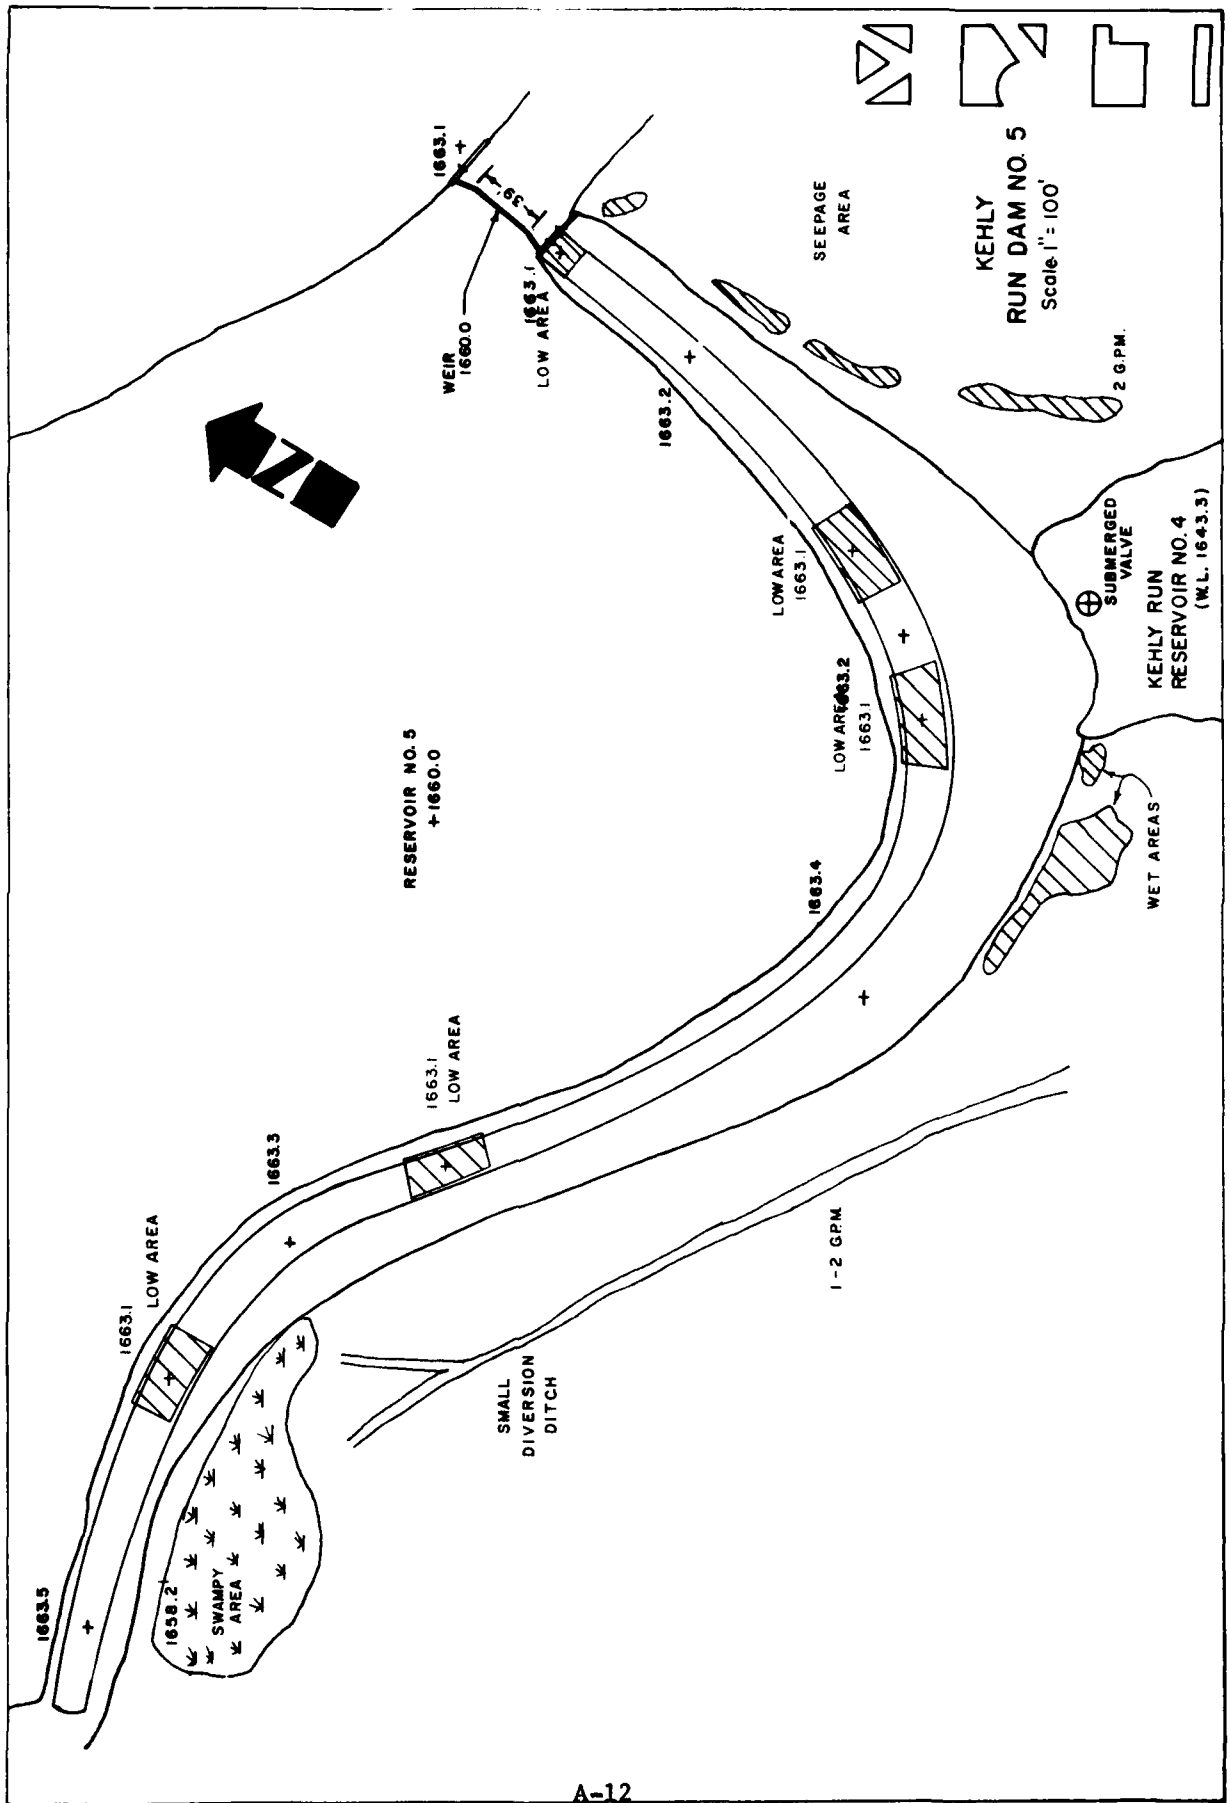 1663.5
1663.1
LOW AREA
1663.3
1663.1
LOW AREA
1658.2
SWAMPY
AREA
SMALL
DIVERSION
DITCH
1-2 G.P.M.
RESERVOIR NO. 5
+1660.0
1663.4
LOW AREA
1663.2
1663.1
LOW AREA
1663.1
1663.2
WEIR
1660.0
1663.1
LOW AREA
39'
1663.1
N
SEEPAGE
AREA
2 G.P.M.
SUBMERGED
VALVE
KEHLY RUN
RESERVOIR NO. 4
(W.L. 1643.3)
WET AREAS
KEHLY
RUN DAM NO. 5
Scale 1" = 100'
A-12